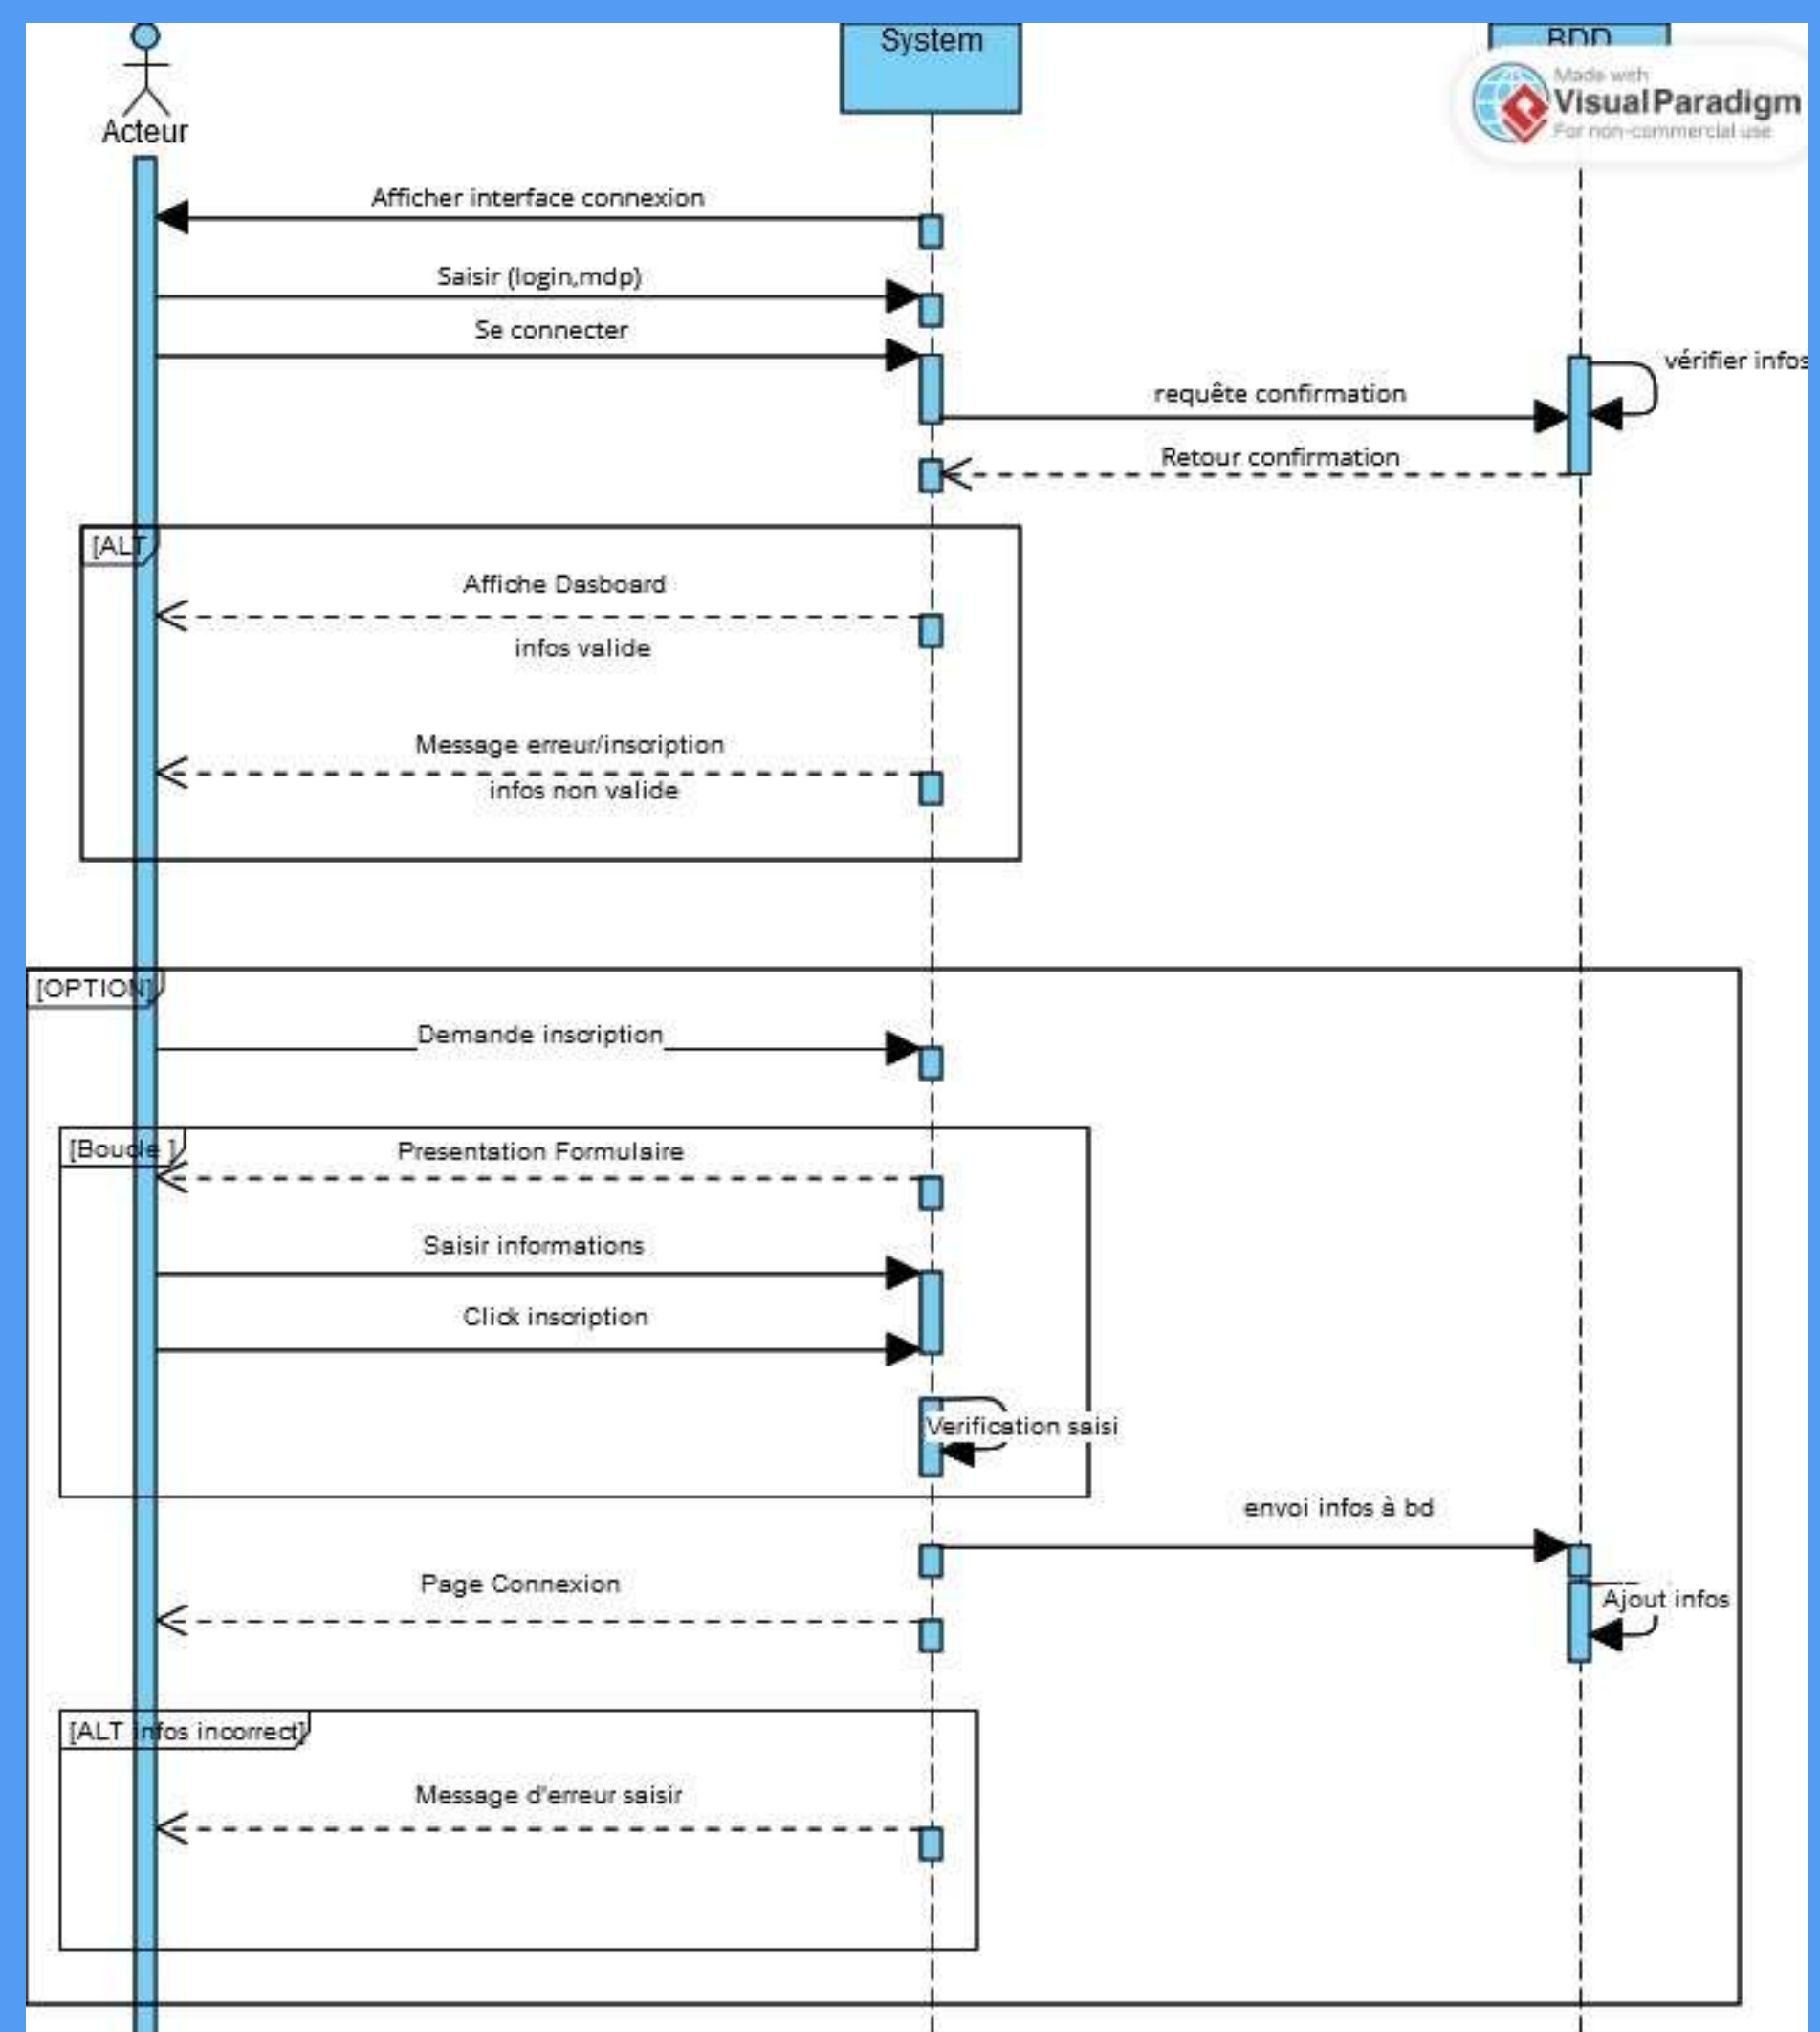 System
BDD
Made with
Visual Paradigm
For non-commercial use
Acteur
Afficher interface connexion
Saisir (login,mdp)
Se connecter
vérifier infos
requête confirmation
Retour confirmation
[ALT
Affiche Dasboard
infos valide
Message erreur/inscription
infos non valide
[OPTION]
Demande inscription
[Boucle ]
Presentation Formulaire
Saisir informations
Click inscription
Verification saisi
envoi infos à bd
Page Connexion
Ajout infos
[ALT infos incorrect]
Message d'erreur saisir